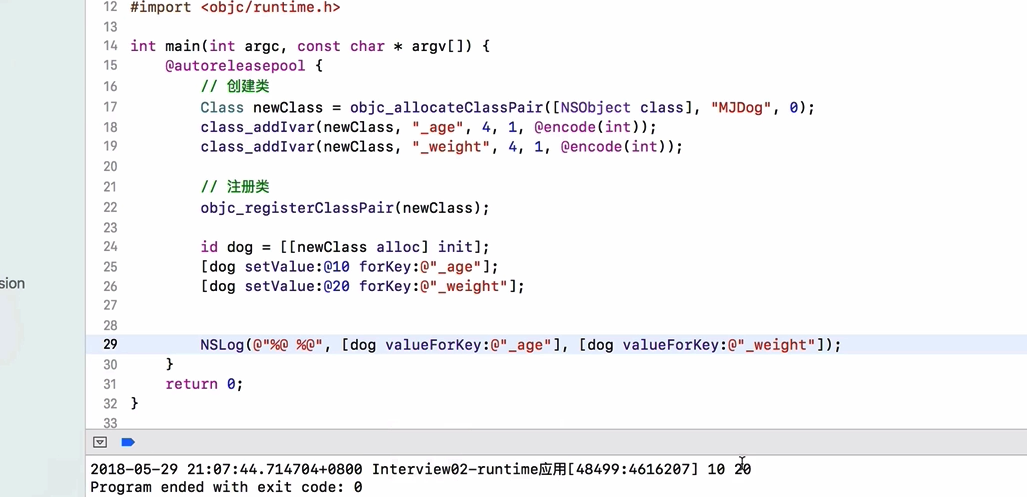 12 #import <objc/runtime.h>
13
14 int main(int argc, const char * argv[]) {
15 @autoreleasepool {
16 // 创建类
17 Class newClass = objc_allocateClassPair([NSObject class], "MJDog", 0);
18 class_addIvar(newClass, "_age", 4, 1, @encode(int));
19 class_addIvar(newClass, "_weight", 4, 1, @encode(int));
20
21 // 注册类
22 objc_registerClassPair(newClass);
23
24 id dog = [[newClass alloc] init];
25 [dog setValue:@10 forKey:@"_age"];
26 [dog setValue:@20 forKey:@"_weight"];
27
28
29 NSLog(@"%@ %@", [dog valueForKey:@"_age"], [dog valueForKey:@"_weight"]);
30 }
31 return 0;
32 }
33
sion
2018-05-29 21:07:44.714704+0800 Interview02-runtime应用[48499:4616207] 10 20
Program ended with exit code: 0